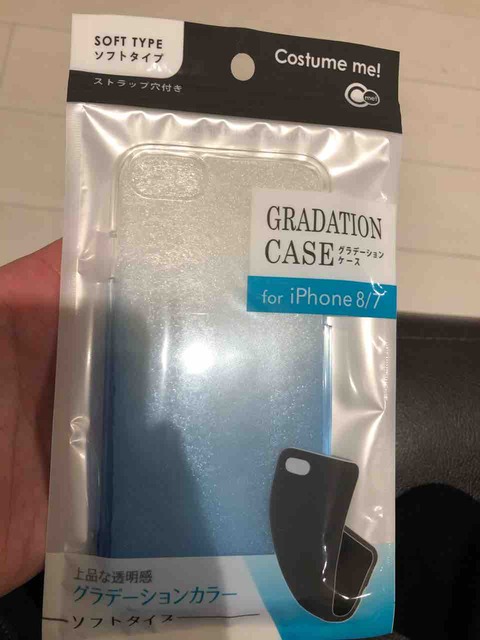 SOFT TYPE
ソフトタイプ
ストラップ穴付き
Costume me!
me!
GRADATION
CASE
グラデーション
ケース
for iPhone 8/7
上品な透明感
グラデーションカラー
ソフトタイプ